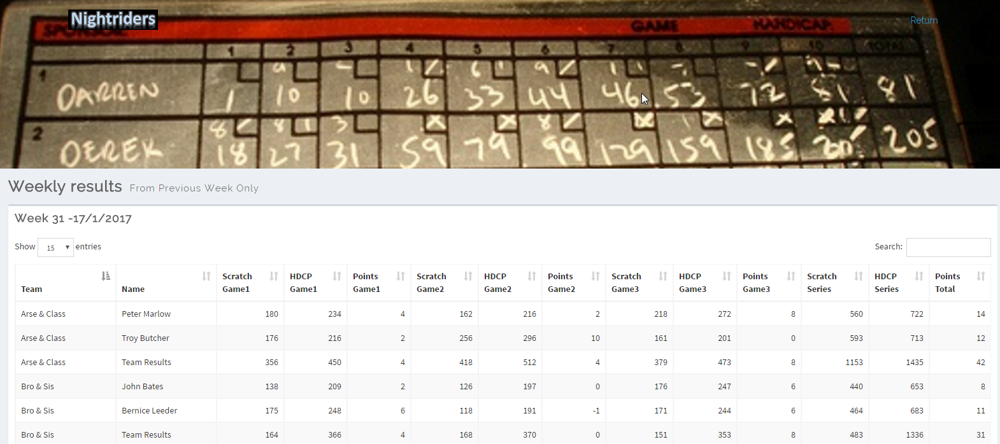 Nightriders
Return
GAME HANDICAP
1 2 3 4 5 6 7 8 9 10 TOTAL
1 DARREN 1 10 10 26 33 44 46 53 72 81 81
2 DEREK 18 27 31 59 79 99 129 159 185 205
Weekly results From Previous Week Only
Week 31 -17/1/2017
Show 15 entries Search:
Team Name Scratch Game1 HDCP Game1 Points Game1 Scratch Game2 HDCP Game2 Points Game2 Scratch Game3 HDCP Game3 Points Game3 Scratch Series HDCP Series Points Total
Arse & Class Peter Marlow 180 234 4 162 216 2 218 272 8 560 722 14
Arse & Class Troy Butcher 176 216 2 256 296 10 161 201 0 593 713 12
Arse & Class Team Results 356 450 4 418 512 4 379 473 8 1153 1435 42
Bro & Sis John Bates 138 209 2 126 197 0 176 247 6 440 653 8
Bro & Sis Bernice Leeder 175 248 6 118 191 -1 171 244 6 464 683 11
Bro & Sis Team Results 164 366 4 168 370 0 151 353 8 483 1336 31